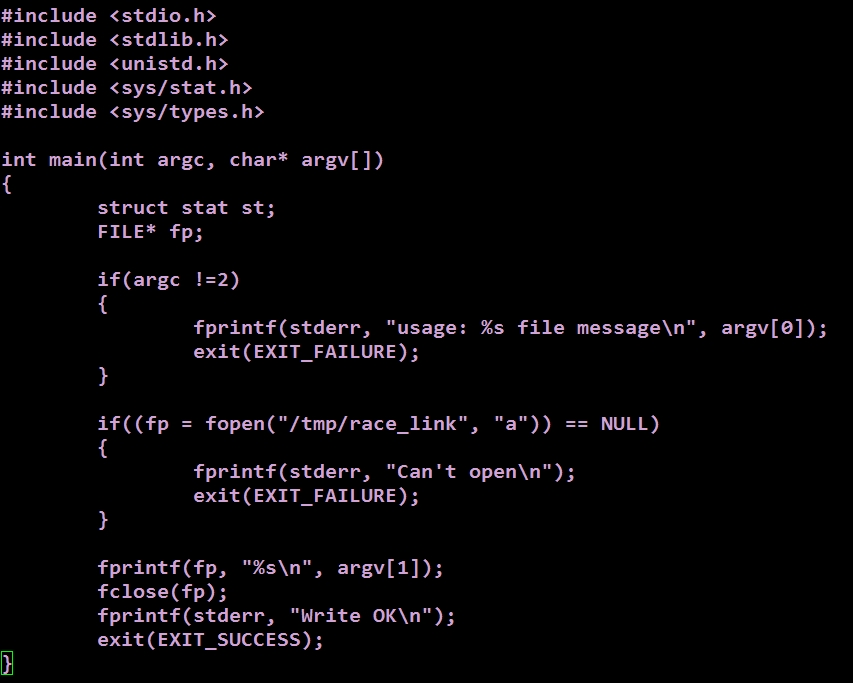 #include <stdio.h>
#include <stdlib.h>
#include <unistd.h>
#include <sys/stat.h>
#include <sys/types.h>

int main(int argc, char* argv[])
{
        struct stat st;
        FILE* fp;

        if(argc !=2)
        {
                fprintf(stderr, "usage: %s file message\n", argv[0]);
                exit(EXIT_FAILURE);
        }

        if((fp = fopen("/tmp/race_link", "a")) == NULL)
        {
                fprintf(stderr, "Can't open\n");
                exit(EXIT_FAILURE);
        }

        fprintf(fp, "%s\n", argv[1]);
        fclose(fp);
        fprintf(stderr, "Write OK\n");
        exit(EXIT_SUCCESS);
}